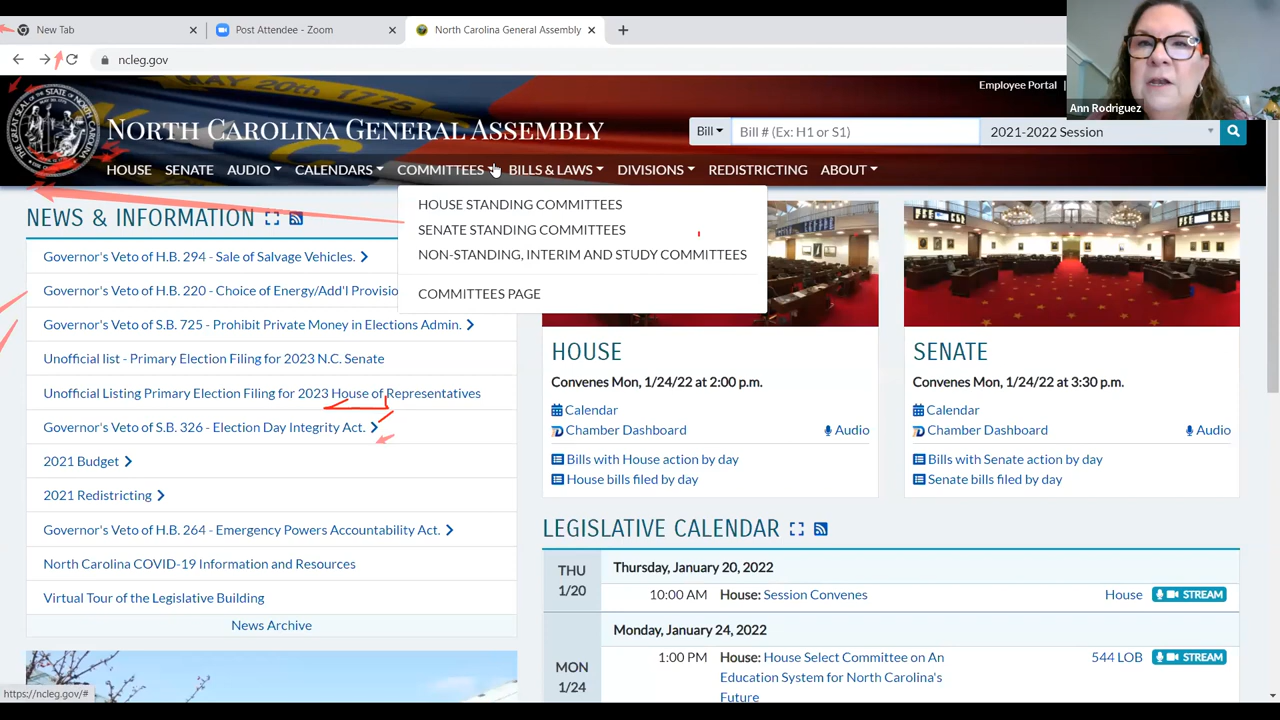 New Tab
Post Attendee - Zoom
North Carolina General Assembly
ncleg.gov
Employee Portal |
Ann Rodriguez
MAY 20th 1775
NORTH CAROLINA GENERAL ASSEMBLY
Bill
Bill # (Ex: H1 or S1)
2021-2022 Session
HOUSE SENATE AUDIO CALENDARS COMMITTEES BILLS & LAWS DIVISIONS REDISTRICTING ABOUT
HOUSE STANDING COMMITTEES
SENATE STANDING COMMITTEES
NON-STANDING, INTERIM AND STUDY COMMITTEES
COMMITTEES PAGE
NEWS & INFORMATION
Governor's Veto of H.B. 294 - Sale of Salvage Vehicles.
Governor's Veto of H.B. 220 - Choice of Energy/Add'l Provisio
Governor's Veto of S.B. 725 - Prohibit Private Money in Elections Admin.
Unofficial list - Primary Election Filing for 2023 N.C. Senate
Unofficial Listing Primary Election Filing for 2023 House of Representatives
Governor's Veto of S.B. 326 - Election Day Integrity Act.
2021 Budget
2021 Redistricting
Governor's Veto of H.B. 264 - Emergency Powers Accountability Act.
North Carolina COVID-19 Information and Resources
Virtual Tour of the Legislative Building
News Archive
HOUSE
Convenes Mon, 1/24/22 at 2:00 p.m.
Calendar
Chamber Dashboard
Audio
Bills with House action by day
House bills filed by day
SENATE
Convenes Mon, 1/24/22 at 3:30 p.m.
Calendar
Chamber Dashboard
Audio
Bills with Senate action by day
Senate bills filed by day
LEGISLATIVE CALENDAR
THU
1/20
Thursday, January 20, 2022
10:00 AM House: Session Convenes House STREAM
MON
1/24
Monday, January 24, 2022
1:00 PM House: House Select Committee on An 544 LOB STREAM
Education System for North Carolina's
Future
https://ncleg.gov/#